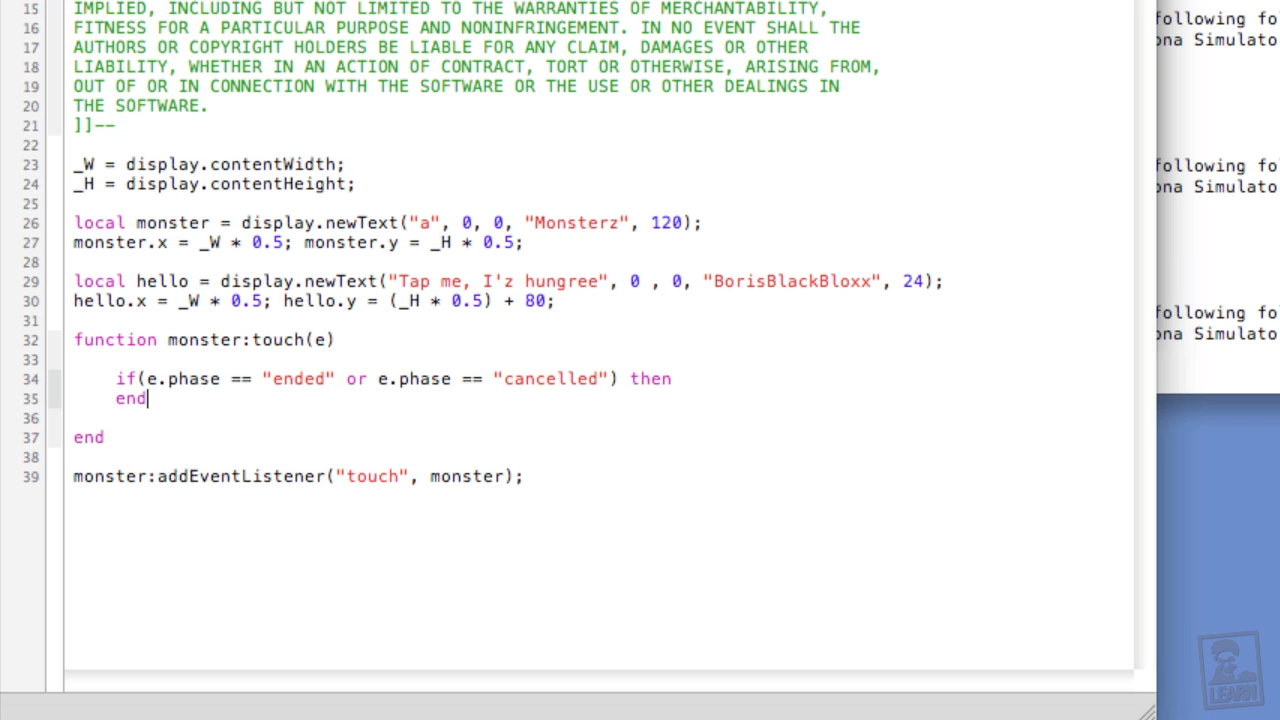 15 IMPLIED, INCLUDING BUT NOT LIMITED TO THE WARRANTIES OF MERCHANTABILITY,
16 FITNESS FOR A PARTICULAR PURPOSE AND NONINFRINGEMENT. IN NO EVENT SHALL THE
17 AUTHORS OR COPYRIGHT HOLDERS BE LIABLE FOR ANY CLAIM, DAMAGES OR OTHER
18 LIABILITY, WHETHER IN AN ACTION OF CONTRACT, TORT OR OTHERWISE, ARISING FROM,
19 OUT OF OR IN CONNECTION WITH THE SOFTWARE OR THE USE OR OTHER DEALINGS IN
20 THE SOFTWARE.
21 ]]--
22
23 _W = display.contentWidth;
24 _H = display.contentHeight;
25
26 local monster = display.newText("a", 0, 0, "Monsterz", 120);
27 monster.x = _W * 0.5; monster.y = _H * 0.5;
28
29 local hello = display.newText("Tap me, I'z hungree", 0 , 0, "BorisBlackBloxx", 24);
30 hello.x = _W * 0.5; hello.y = (_H * 0.5) + 80;
31
32 function monster:touch(e)
33
34 if(e.phase == "ended" or e.phase == "cancelled") then
35 end
36
37 end
38
39 monster:addEventListener("touch", monster);
following fo
ona Simulato
following fo
ona Simulato
following fo
ona Simulato
LEARN